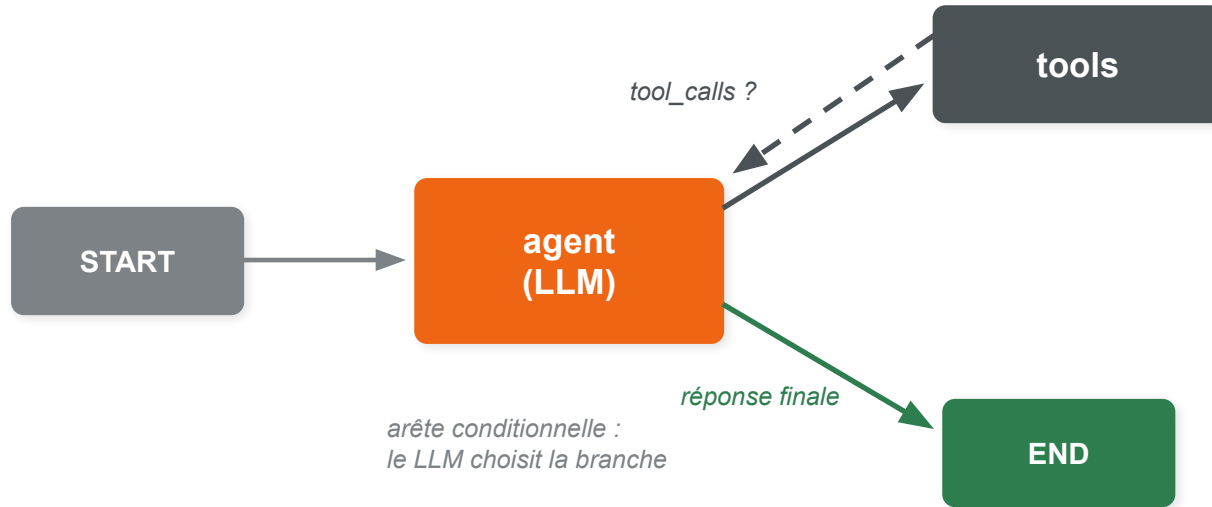 tools
tool_calls ?
agent
(LLM)
START
réponse finale
arête conditionnelle :
le LLM choisit la branche
END